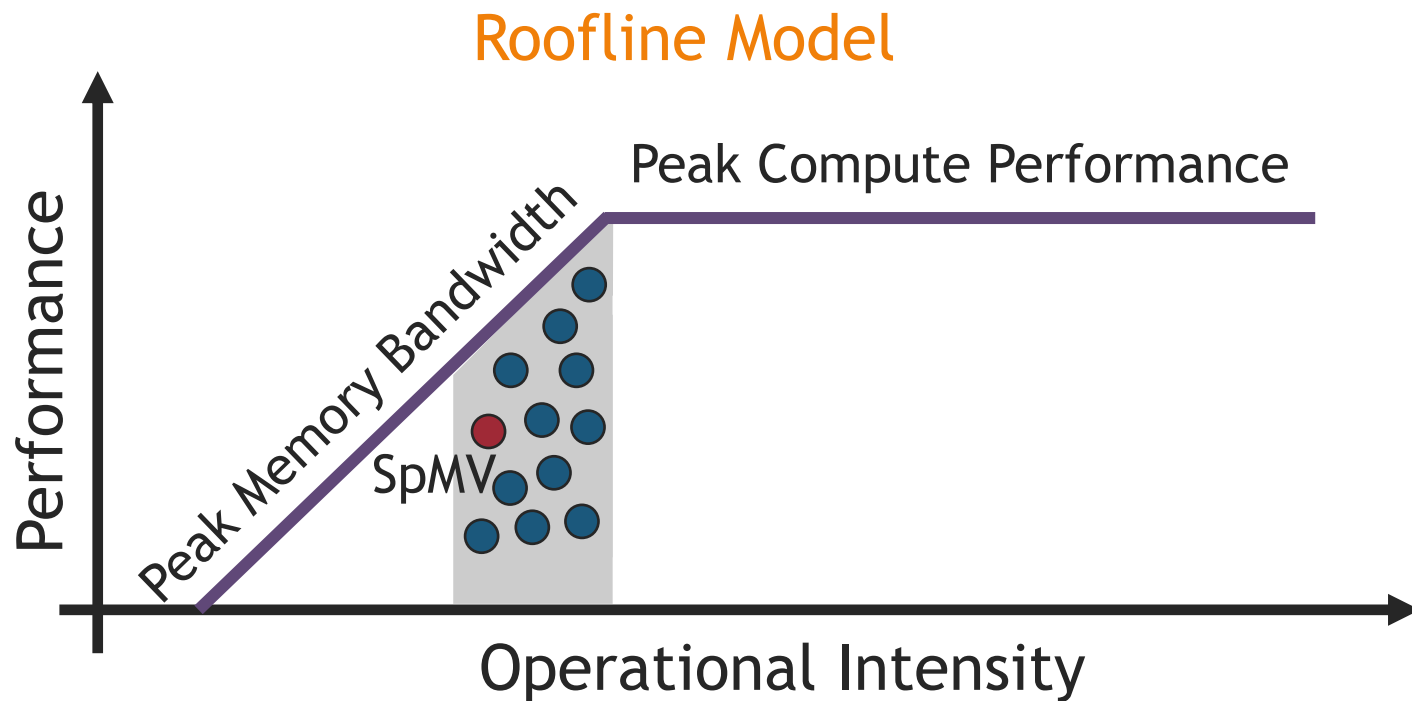 Roofline Model
Peak Compute Performance
Peak Memory Bandwidth
Performance
SpMV
Operational Intensity